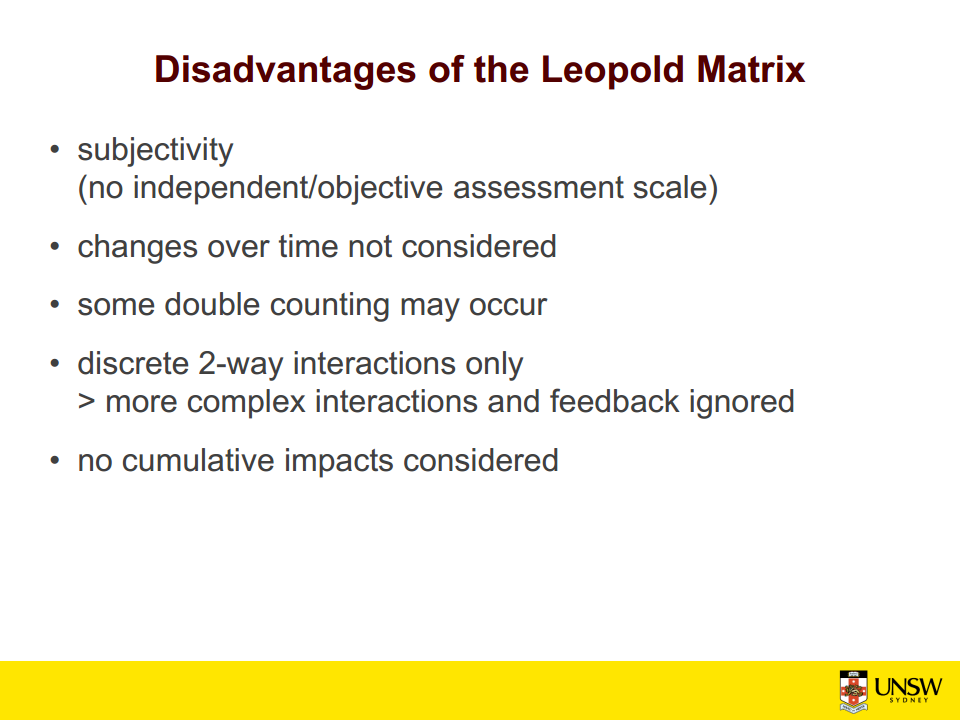 Disadvantages of the Leopold Matrix
• subjectivity
(no independent/objective assessment scale)
• changes over time not considered
• some double counting may occur
• discrete 2-way interactions only
> more complex interactions and feedback ignored
• no cumulative impacts considered
UNSW
SYDNEY